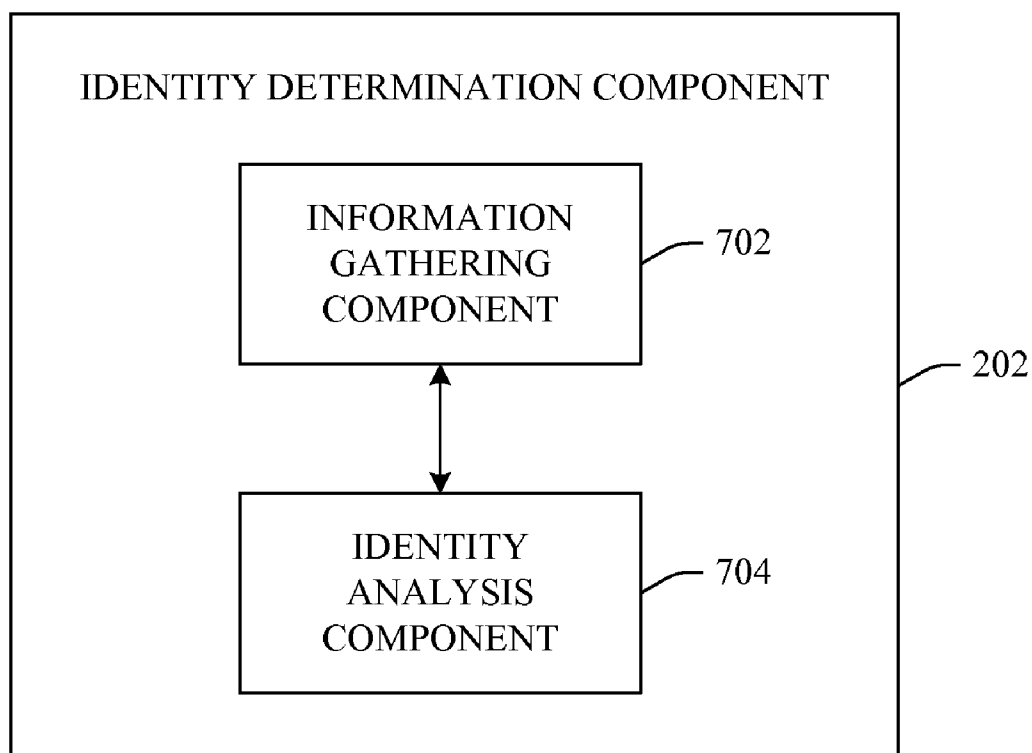 IDENTITY DETERMINATION COMPONENT
INFORMATION
GATHERING
COMPONENT
702
202
IDENTITY
ANALYSIS
COMPONENT
704